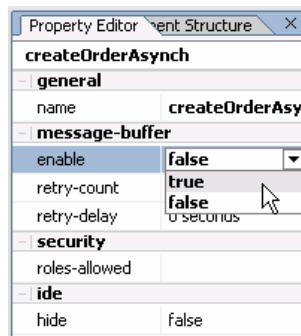 Property Editor ent Structure
createOrderAsynch
general
name createOrderAsy
message-buffer
enable false
retry-count true
false
retry-delay 0 seconds
security
roles-allowed
ide
hide false